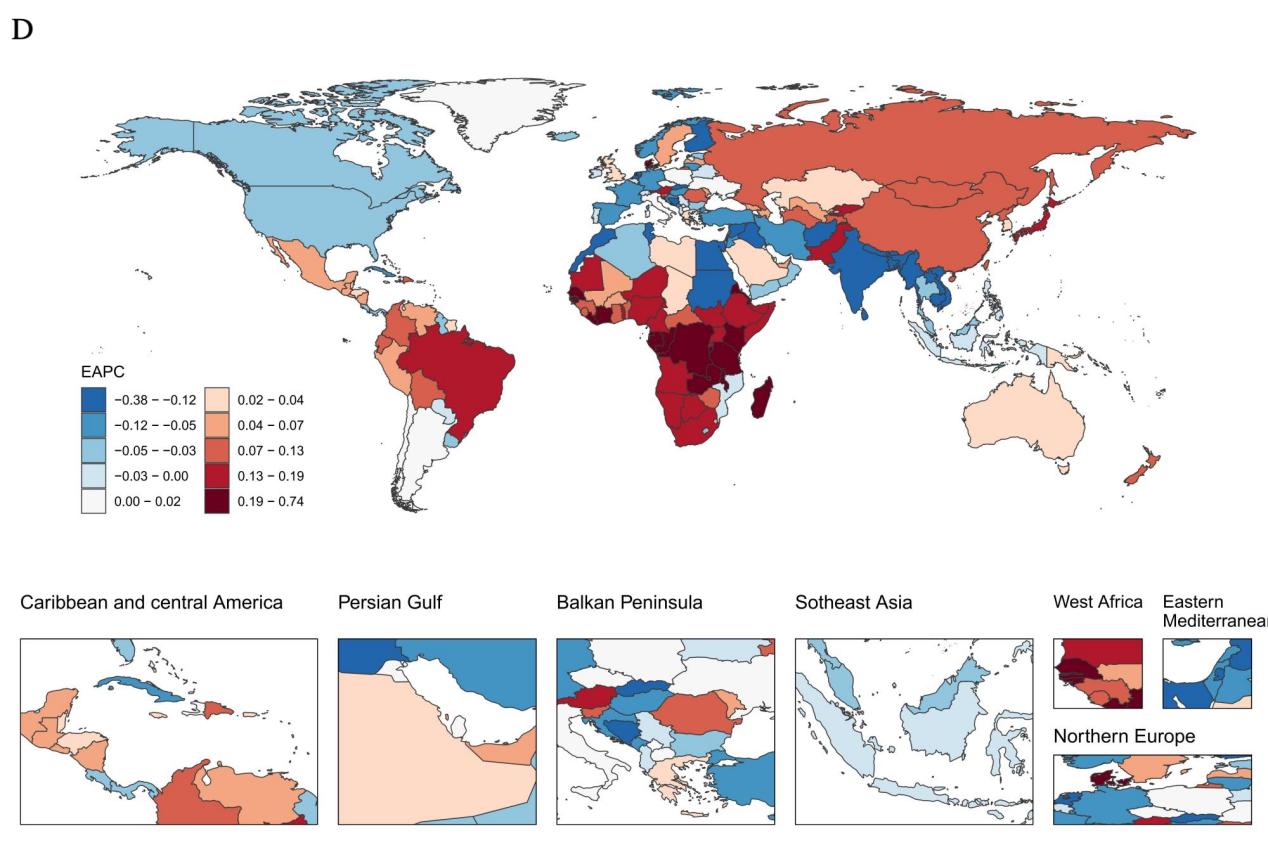 D
EAPC
−0.38 − −0.12
−0.12 − −0.05
−0.05 − −0.03
−0.03 − 0.00
0.00 − 0.02
0.02 − 0.04
0.04 − 0.07
0.07 − 0.13
0.13 − 0.19
0.19 − 0.74
Caribbean and central America
Persian Gulf
Balkan Peninsula
Sotheast Asia
West Africa
Eastern
Mediterranea
Northern Europe